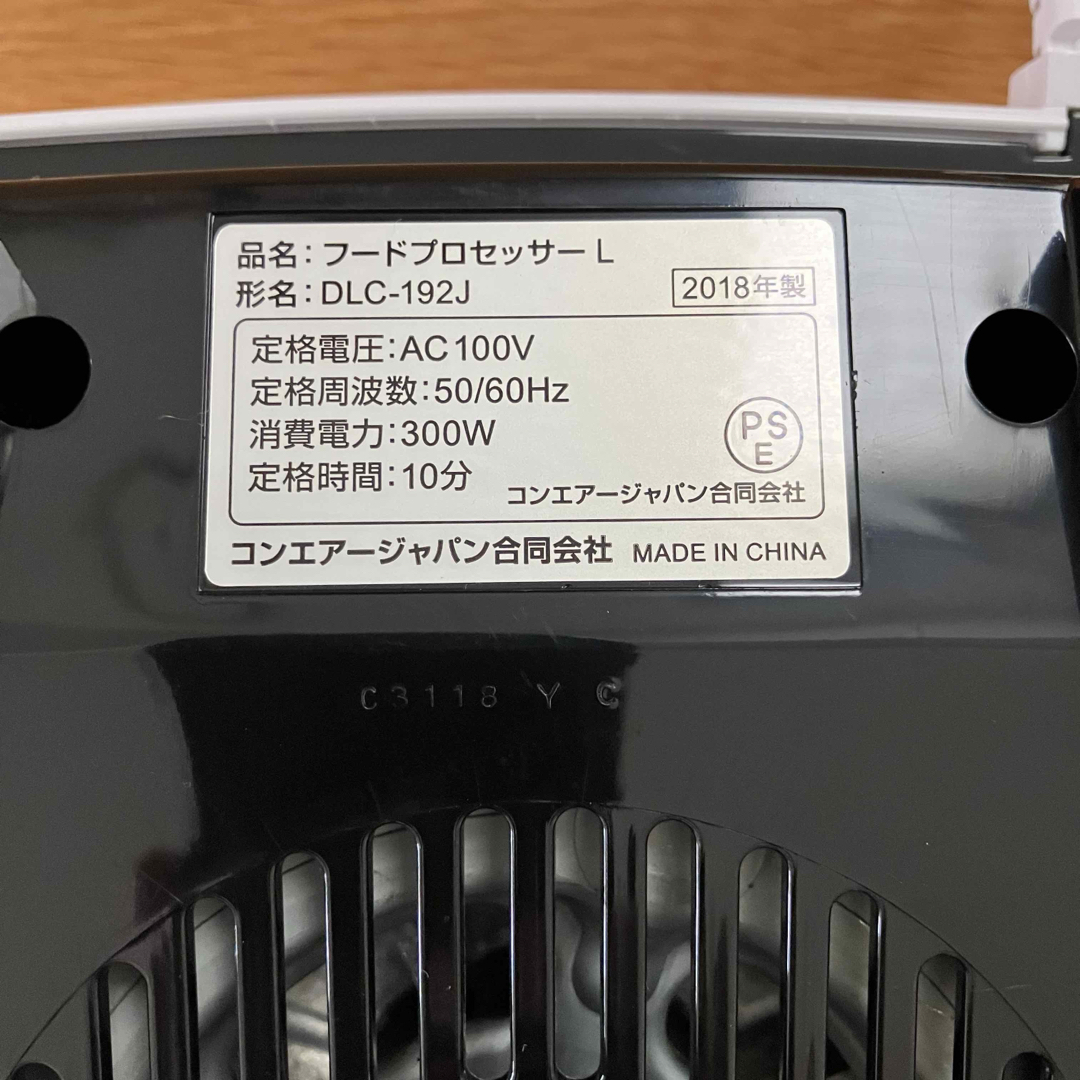 品名：フードプロセッサーL
形名：DLC-192J 2018年製
定格電圧：AC100V
定格周波数：50/60Hz
消費電力：300W
定格時間：10分
PS
E
コンエアージャパン合同会社
コンエアージャパン合同会社 MADE IN CHINA
C3118 Y C